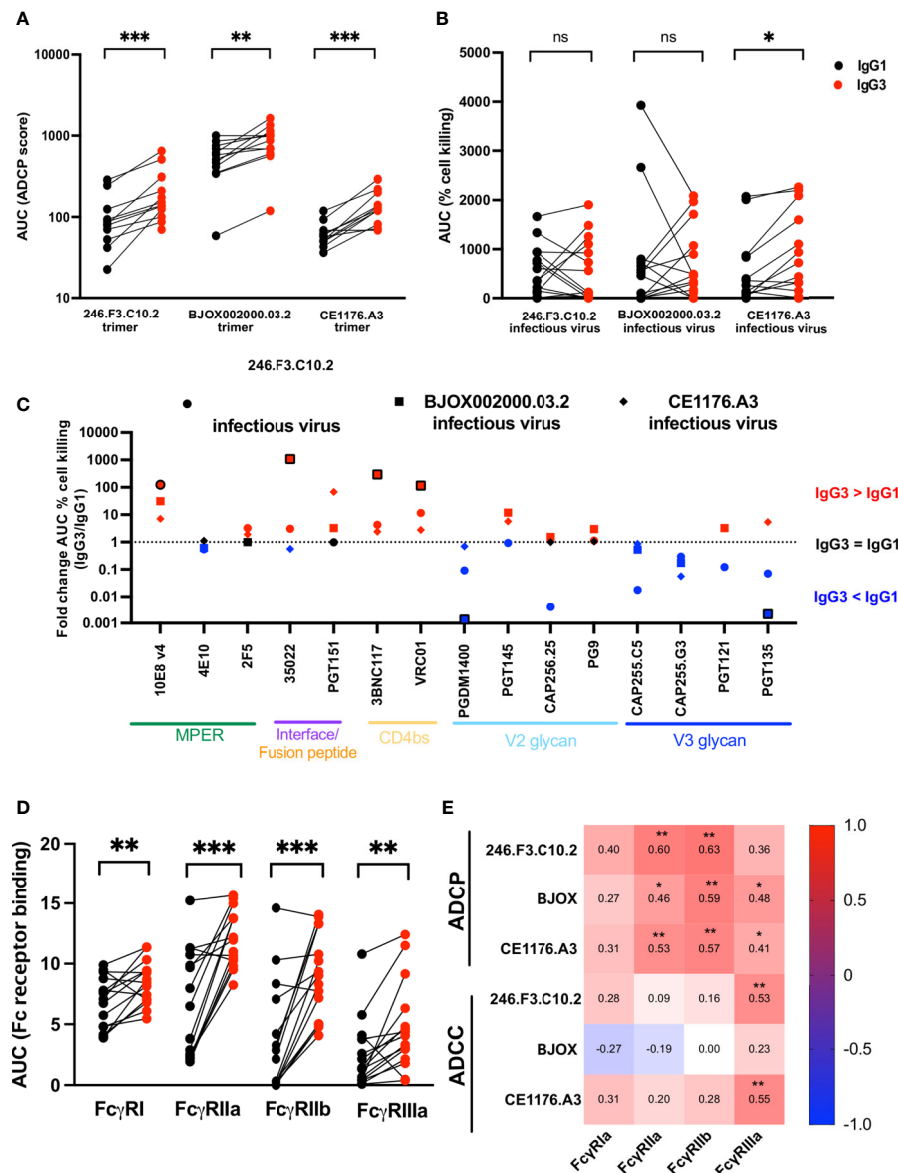 A
***
**
***
AUC (ADCP score)
10000
1000
100
10
246.F3.C10.2
trimer
BJOX002000.03.2
trimer
CE1176.A3
trimer
B
ns
ns
*
IgG1
IgG3
AUC (% cell killing)
5000
4000
3000
2000
1000
0
246.F3.C10.2
infectious virus
BJOX002000.03.2
infectious virus
CE1176.A3
infectious virus
246.F3.C10.2
C
infectious virus
BJOX002000.03.2
infectious virus
CE1176.A3
infectious virus
Fold change AUC % cell killing
(IgG3/IgG1)
10000
1000
100
10
1
0.1
0.01
0.001
IgG3 > IgG1
IgG3 = IgG1
IgG3 < IgG1
10E8 v4
4E10
2F5
35O22
PGT151
3BNC117
VRC01
PGDM1400
PGT145
CAP256.25
PG9
CAP255.C5
CAP255.G3
PGT121
PGT135
MPER
Interface/
Fusion peptide
CD4bs
V2 glycan
V3 glycan
D
**
***
***
**
AUC (Fc receptor binding)
20
15
10
5
0
FcγRI
FcγRIIa
FcγRIIb
FcγRIIIa
E
ADCP
ADCC
246.F3.C10.2 0.40 ** 0.60 ** 0.63 0.36
BJOX 0.27 * 0.46 ** 0.59 * 0.48
CE1176.A3 0.31 ** 0.53 ** 0.57 * 0.41
246.F3.C10.2 0.28 0.09 0.16 ** 0.53
BJOX -0.27 -0.19 0.00 0.23
CE1176.A3 0.31 0.20 0.28 ** 0.55
FcγRIa
FcγRIIa
FcγRIIb
FcγRIIIa
1.0
0.5
0
-0.5
-1.0